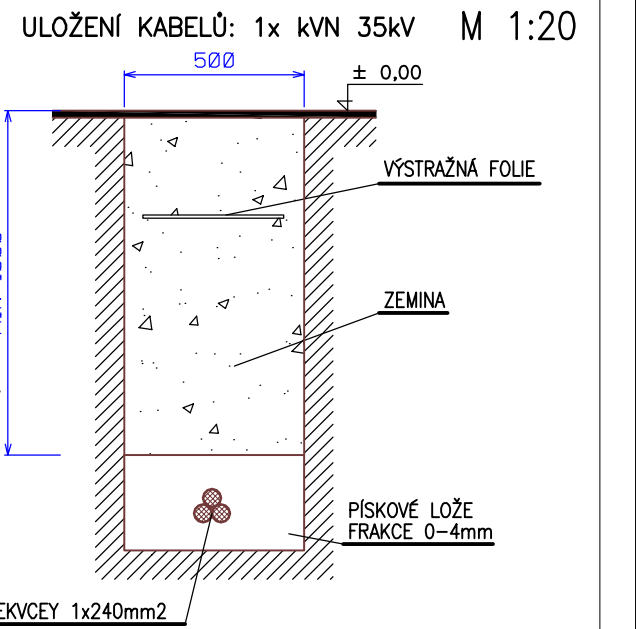 ULOŽENÍ KABELŮ: 1x kVN 35kV M 1:20
500
± 0,00
VÝSTRAŽNÁ FOLIE
ZEMINA
PÍSKOVÉ LOŽE
FRAKCE 0-4mm
EKVCEY 1x240mm2